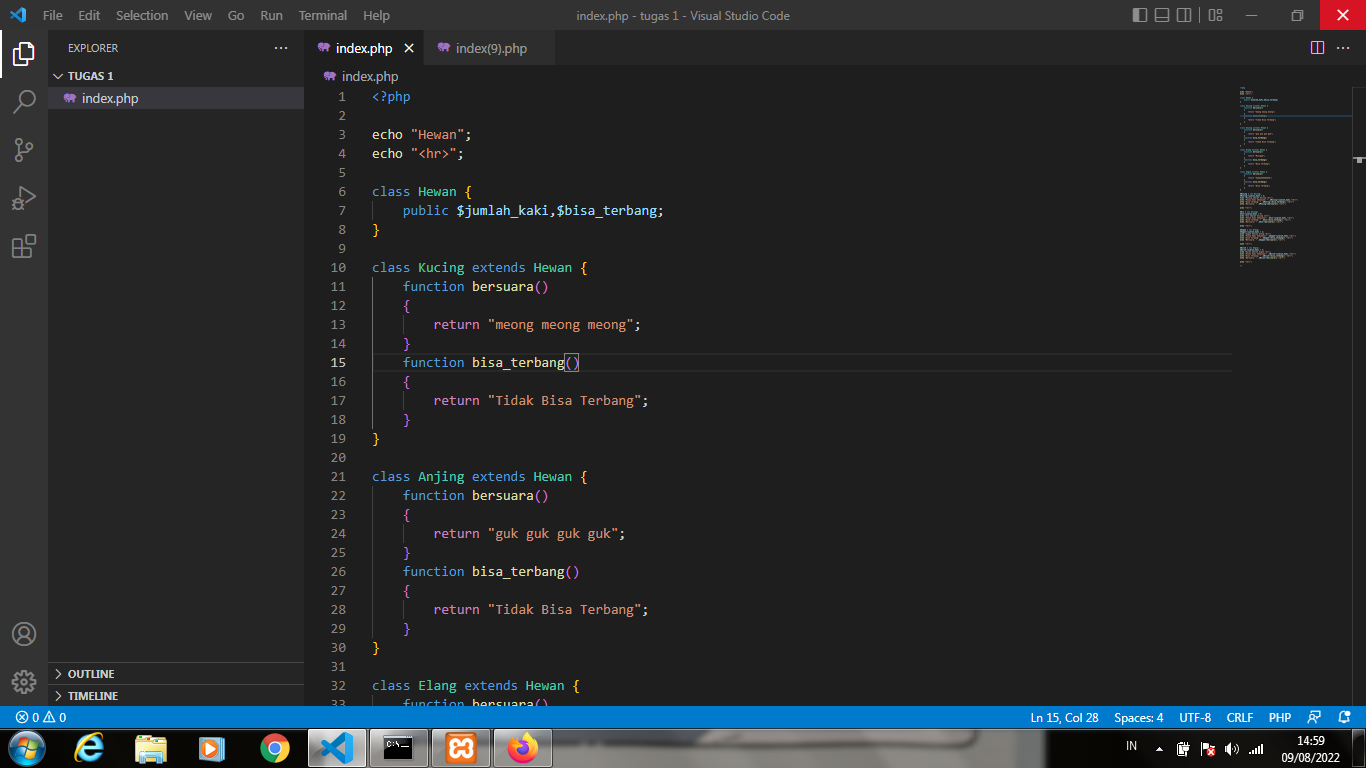 File Edit Selection View Go Run Terminal Help index.php - tugas 1 - Visual Studio Code
EXPLORER
TUGAS 1
index.php
OUTLINE
TIMELINE
index.php index(9).php
index.php
1 <?php
2
3 echo "Hewan";
4 echo "<hr>";
5
6 class Hewan {
7 public $jumlah_kaki,$bisa_terbang;
8 }
9
10 class Kucing extends Hewan {
11 function bersuara()
12 {
13 return "meong meong meong";
14 }
15 function bisa_terbang()
16 {
17 return "Tidak Bisa Terbang";
18 }
19 }
20
21 class Anjing extends Hewan {
22 function bersuara()
23 {
24 return "guk guk guk guk";
25 }
26 function bisa_terbang()
27 {
28 return "Tidak Bisa Terbang";
29 }
30 }
31
32 class Elang extends Hewan {
33 function bersuara()
0 0 Ln 15, Col 28 Spaces: 4 UTF-8 CRLF PHP
C:\_
IN 14:59
09/08/2022